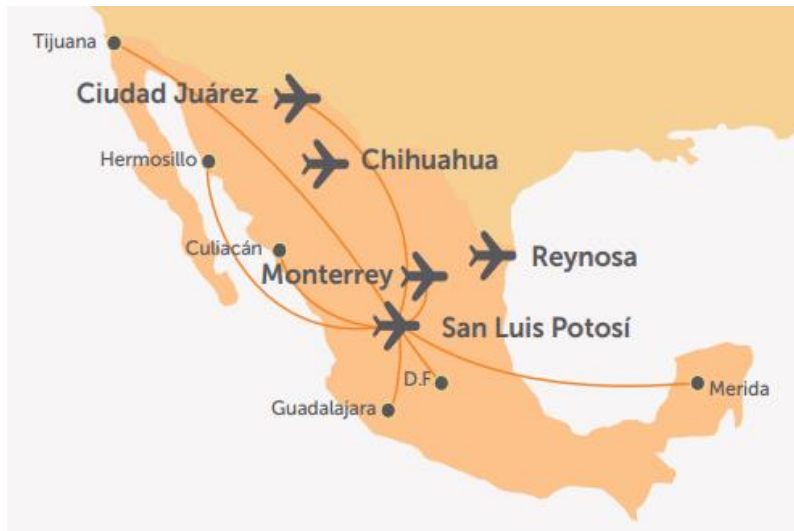 Tijuana
Ciudad Juárez
Hermosillo
Chihuahua
Culiacán
Monterrey
Reynosa
San Luis Potosí
D.F
Guadalajara
Merida